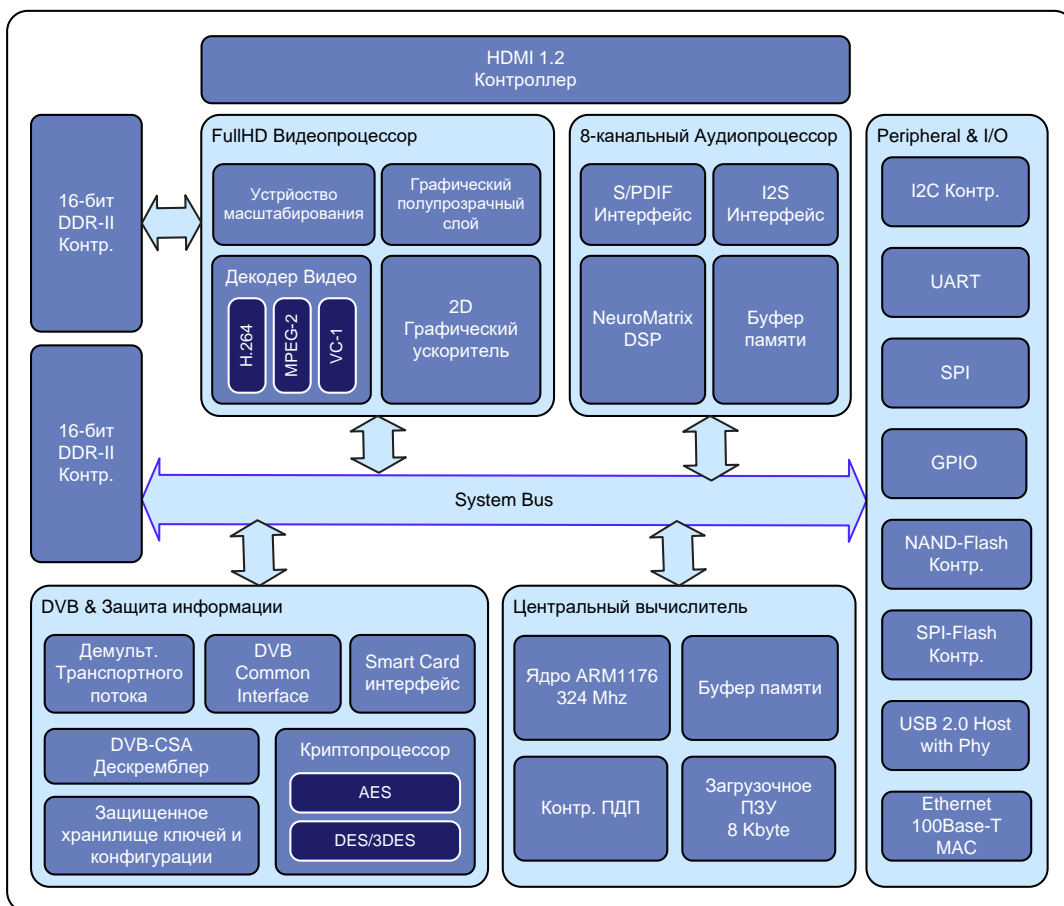 HDMI 1.2
Контроллер
16-бит
DDR-II
Контр.
16-бит
DDR-II
Контр.
FullHD Видеопроцессор
Устрйоство
масштабирования
Графический
полупрозрачный
слой
Декодер Видео
H.264
MPEG-2
VC-1
2D
Графический
ускоритель
8-канальный Аудиопроцессор
S/PDIF
Интерфейс
I2S
Интерфейс
NeuroMatrix
DSP
Буфер
памяти
Peripheral & I/O
I2C Контр.
UART
SPI
GPIO
NAND-Flash
Контр.
SPI-Flash
Контр.
USB 2.0 Host
with Phy
Ethernet
100Base-T
MAC
System Bus
DVB & Защита информации
Демульт.
Транспортного
потока
DVB
Common
Interface
Smart Card
интерфейс
DVB-CSA
Дескремблер
Защищенное
хранилище ключей и
конфигурации
Криптопроцессор
AES
DES/3DES
Центральный вычислитель
Ядро ARM1176
324 Mhz
Буфер памяти
Контр. ПДП
Загрузочное
ПЗУ
8 Kbyte